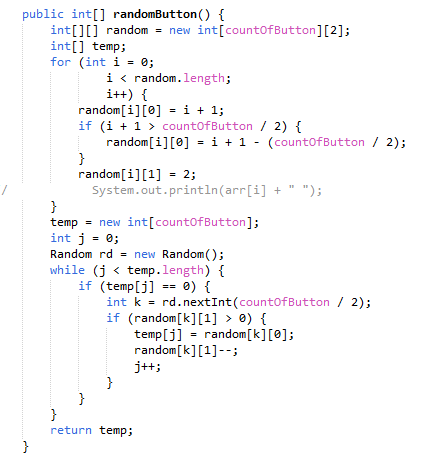 public int[] randomButton() {
    int[][] random = new int[countOfButton][2];
    int[] temp;
    for (int i = 0;
            i < random.length;
            i++) {
        random[i][0] = i + 1;
        if (i + 1 > countOfButton / 2) {
            random[i][0] = i + 1 - (countOfButton / 2);
        }
        random[i][1] = 2;
/           System.out.println(arr[i] + " ");
    }
    temp = new int[countOfButton];
    int j = 0;
    Random rd = new Random();
    while (j < temp.length) {
        if (temp[j] == 0) {
            int k = rd.nextInt(countOfButton / 2);
            if (random[k][1] > 0) {
                temp[j] = random[k][0];
                random[k][1]--;
                j++;
            }
        }
    }
    return temp;
}